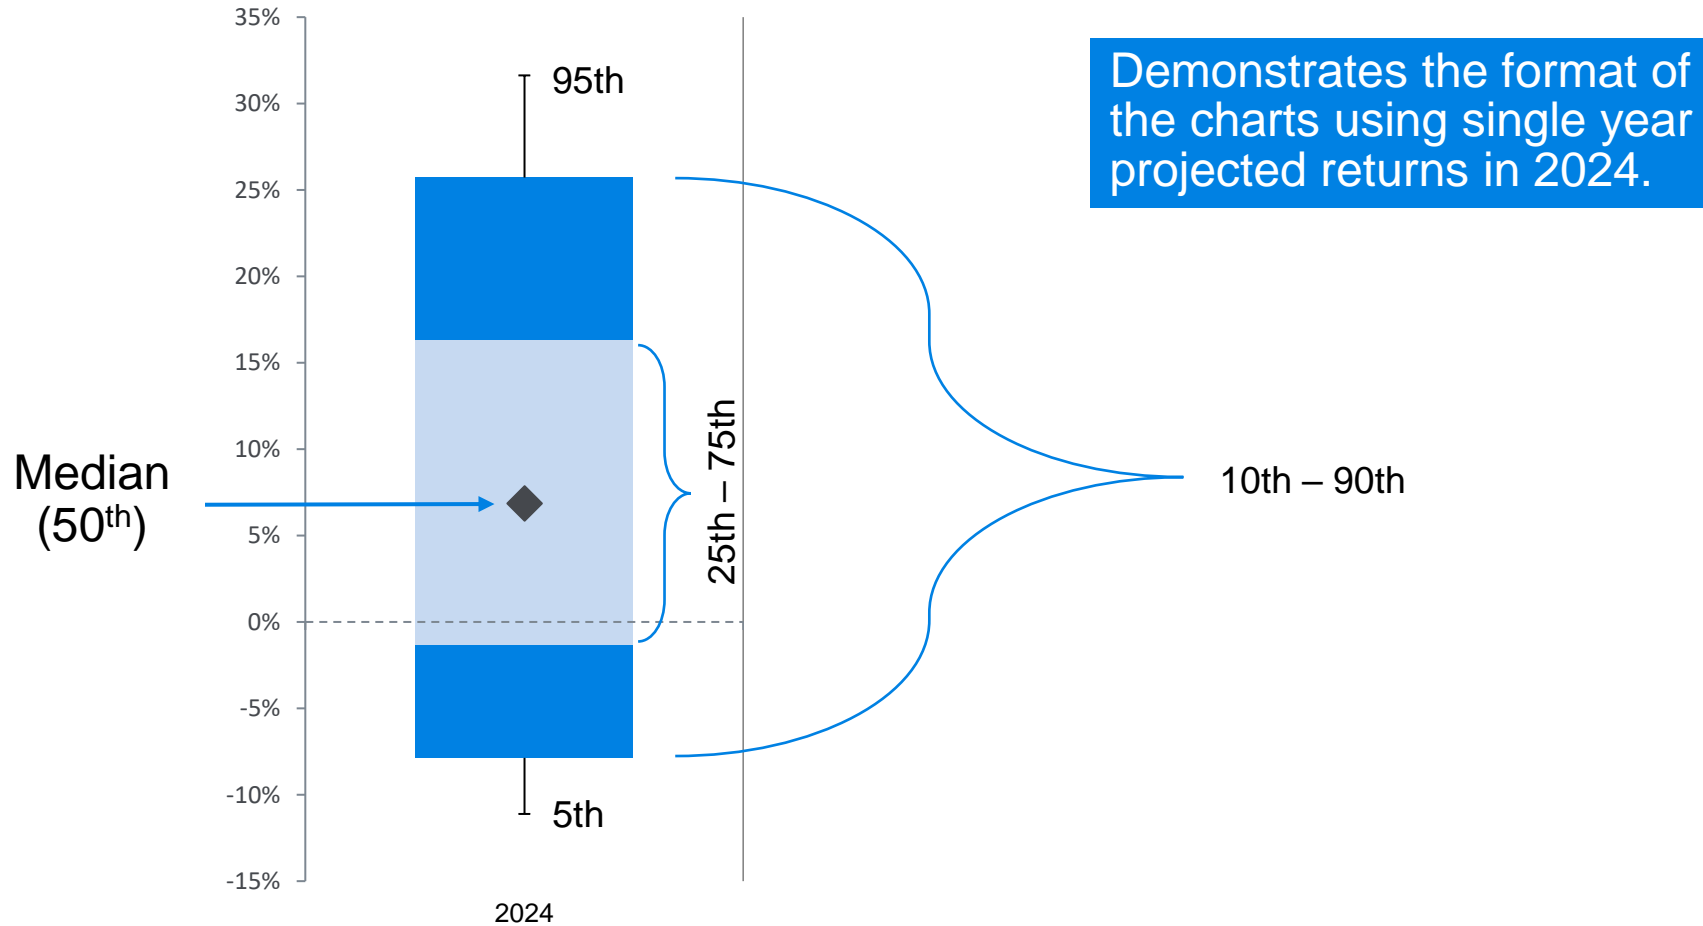 35%
30%
25%
20%
15%
10%
5%
0%
-5%
-10%
-15%
95th
Demonstrates the format of
the charts using single year
projected returns in 2024.
Median
(50th)
25th – 75th
10th – 90th
5th
2024